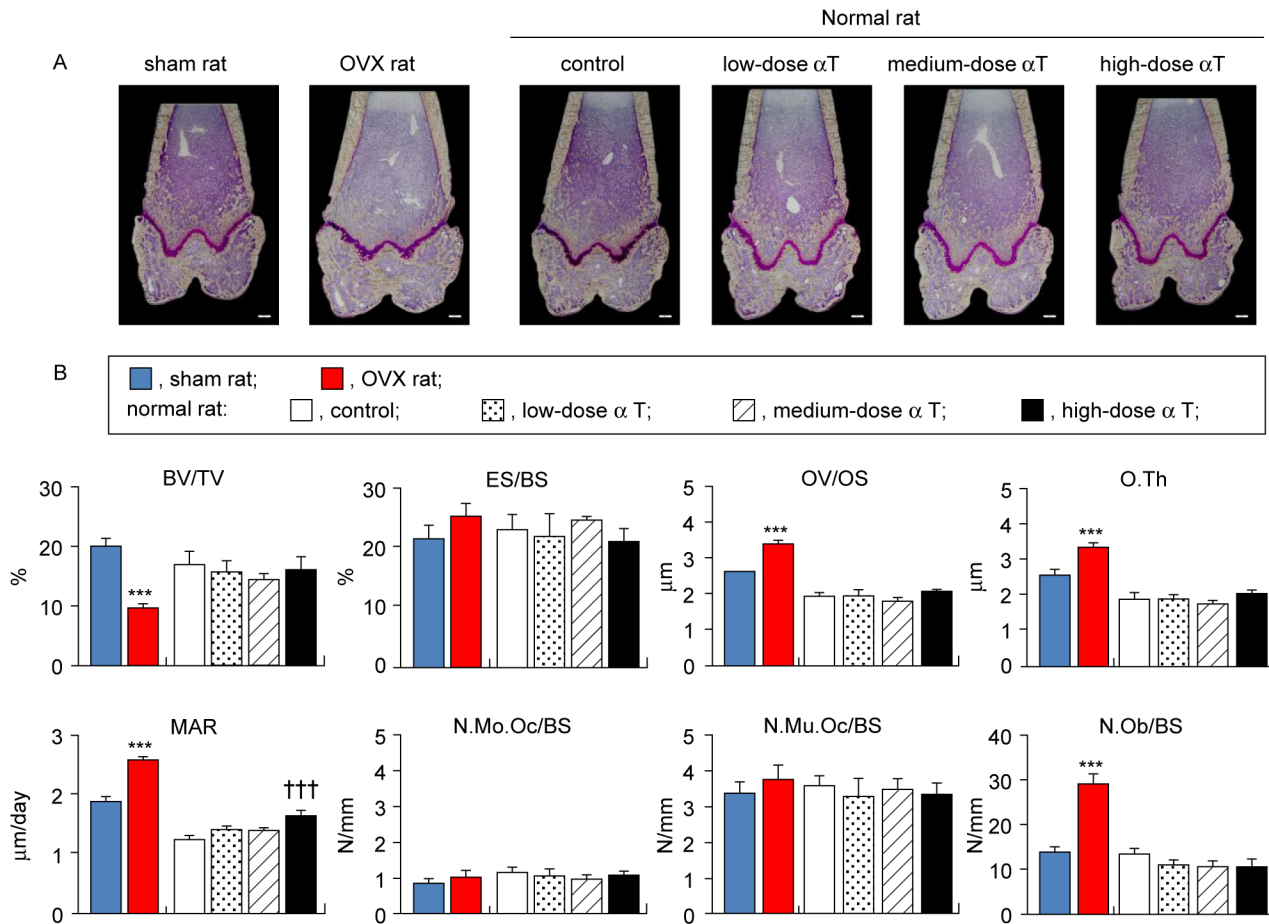 Normal rat
A
sham rat
OVX rat
control
low-dose αT
medium-dose αT
high-dose αT
B
, sham rat;
, OVX rat;
normal rat:
, control;
, low-dose α T;
, medium-dose α T;
, high-dose α T;
BV/TV
30
20
10
0
%
***
ES/BS
30
20
10
0
%
OV/OS
5
4
3
2
1
0
μm
***
O.Th
5
4
3
2
1
0
μm
***
MAR
3
2
1
0
μm/day
***
†††
N.Mo.Oc/BS
5
4
3
2
1
0
N/mm
N.Mu.Oc/BS
5
4
3
2
1
0
N/mm
N.Ob/BS
40
30
20
10
0
N/mm
***